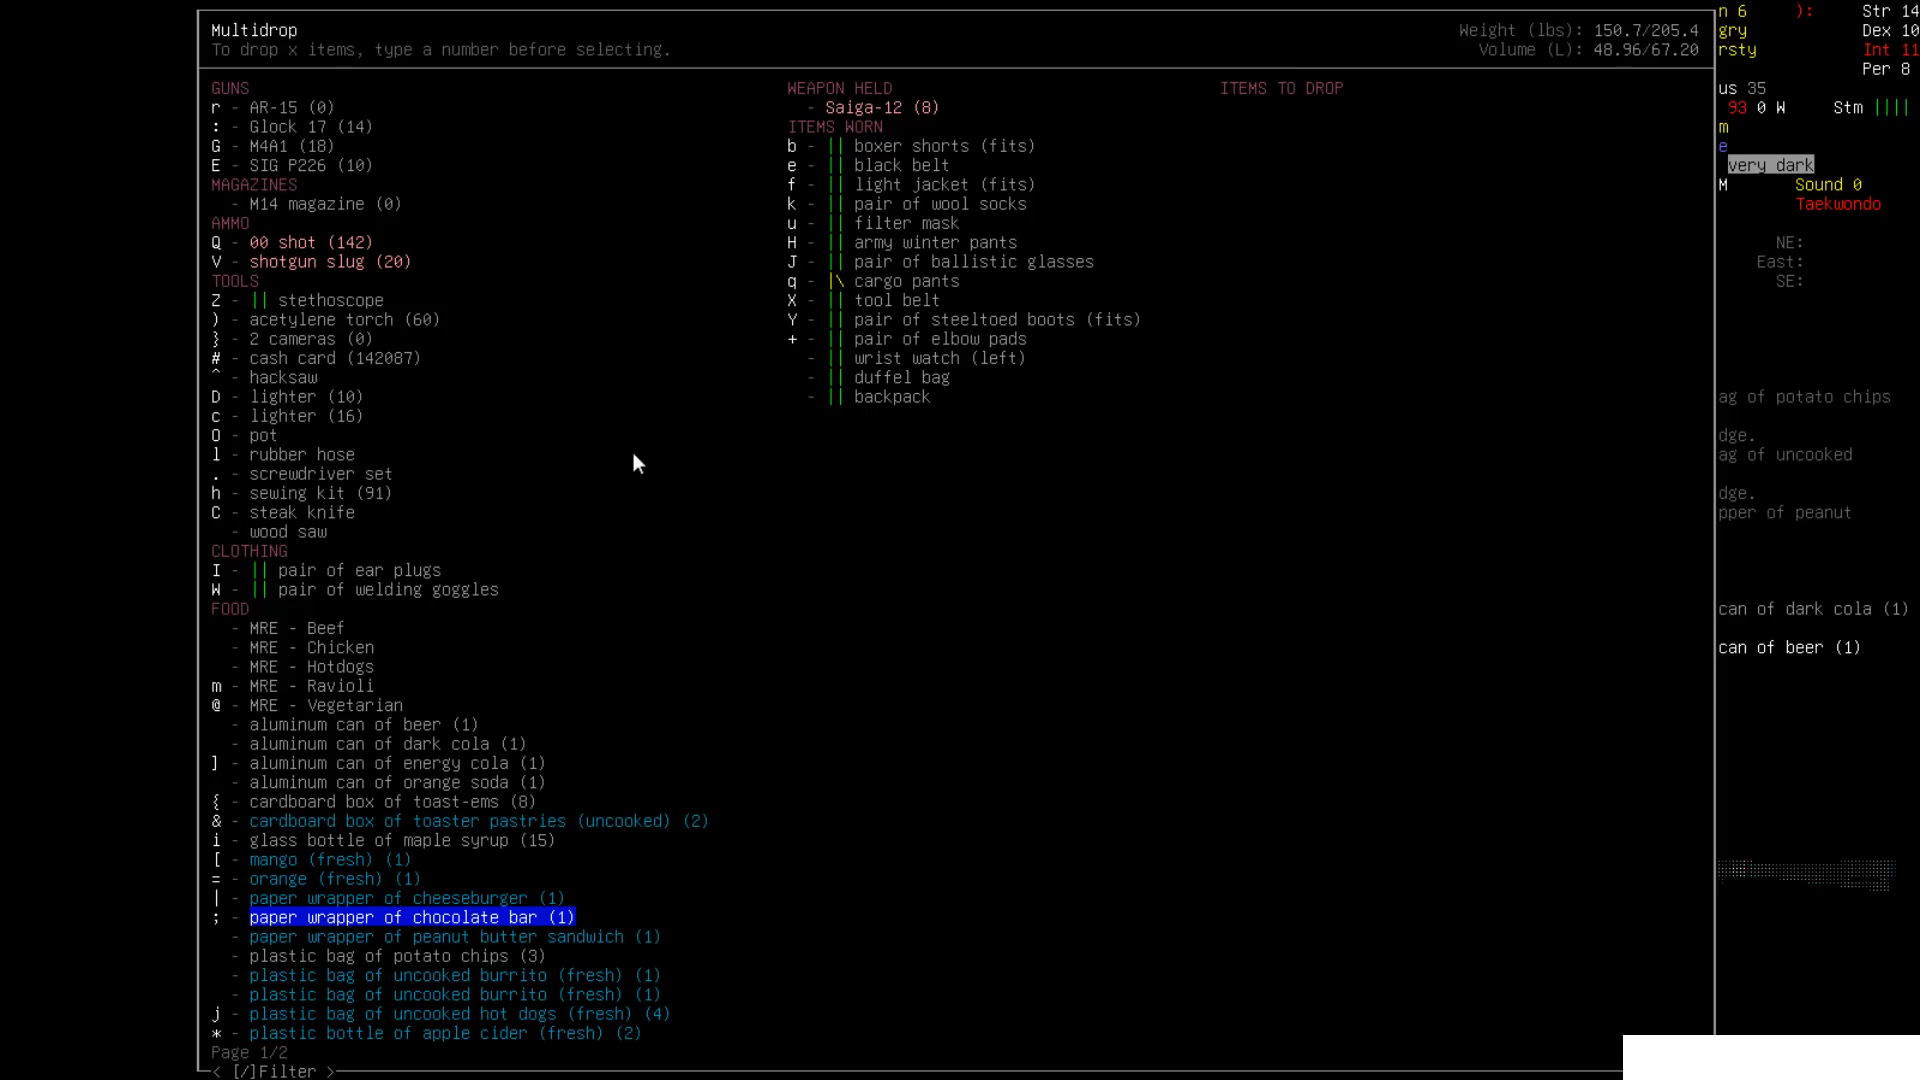 Multidrop
To drop x items, type a number before selecting.
Weight (lbs): 150.7/205.4
Volume (L): 48.96/67.20
GUNS
r - AR-15 (0)
: - Glock 17 (14)
G - M4A1 (18)
E - SIG P226 (10)
MAGAZINES
- M14 magazine (0)
AMMO
Q - 00 shot (142)
V - shotgun slug (20)
TOOLS
Z - || stethoscope
) - acetylene torch (60)
} - 2 cameras (0)
# - cash card (142087)
^ - hacksaw
D - lighter (10)
c - lighter (16)
O - pot
l - rubber hose
. - screwdriver set
h - sewing kit (91)
C - steak knife
- wood saw
CLOTHING
I - || pair of ear plugs
W - || pair of welding goggles
FOOD
- MRE - Beef
- MRE - Chicken
- MRE - Hotdogs
m - MRE - Ravioli
@ - MRE - Vegetarian
- aluminum can of beer (1)
- aluminum can of dark cola (1)
] - aluminum can of energy cola (1)
- aluminum can of orange soda (1)
{ - cardboard box of toast-ems (8)
& - cardboard box of toaster pastries (uncooked) (2)
i - glass bottle of maple syrup (15)
[ - mango (fresh) (1)
= - orange (fresh) (1)
| - paper wrapper of cheeseburger (1)
; - paper wrapper of chocolate bar (1)
- paper wrapper of peanut butter sandwich (1)
- plastic bag of potato chips (3)
- plastic bag of uncooked burrito (fresh) (1)
- plastic bag of uncooked burrito (fresh) (1)
j - plastic bag of uncooked hot dogs (fresh) (4)
* - plastic bottle of apple cider (fresh) (2)
Page 1/2
< [/]Filter >
WEAPON HELD
- Saiga-12 (8)
ITEMS WORN
b - || boxer shorts (fits)
e - || black belt
f - || light jacket (fits)
k - || pair of wool socks
u - || filter mask
H - || army winter pants
J - || pair of ballistic glasses
q - |\ cargo pants
X - || tool belt
Y - || pair of steeltoed boots (fits)
+ - || pair of elbow pads
- || wrist watch (left)
- || duffel bag
- || backpack
ITEMS TO DROP
n 6 ): Str 14
gry Dex 10
rsty Int 11
Per 8
us 35
93 0 W Stm ||||
m
e
very dark
M Sound 0
Taekwondo
NE:
East:
SE:
ag of potato chips
dge.
ag of uncooked
dge.
pper of peanut
can of dark cola (1)
can of beer (1)